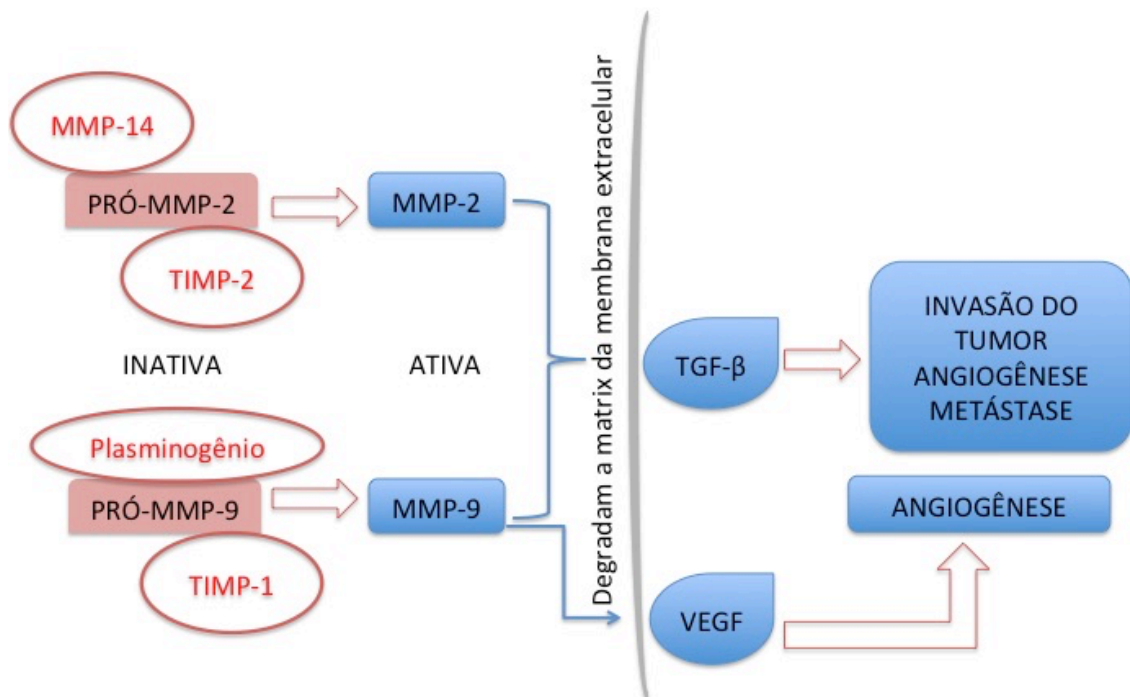 MMP-14
PRÓ-MMP-2
MMP-2
TIMP-2
INATIVA
ATIVA
Plasminogênio
PRÓ-MMP-9
MMP-9
TIMP-1
Degradam a matrix da membrana extracelular
TGF-β
INVASÃO DO
TUMOR
ANGIOGÊNESE
METÁSTASE
ANGIOGÊNESE
VEGF